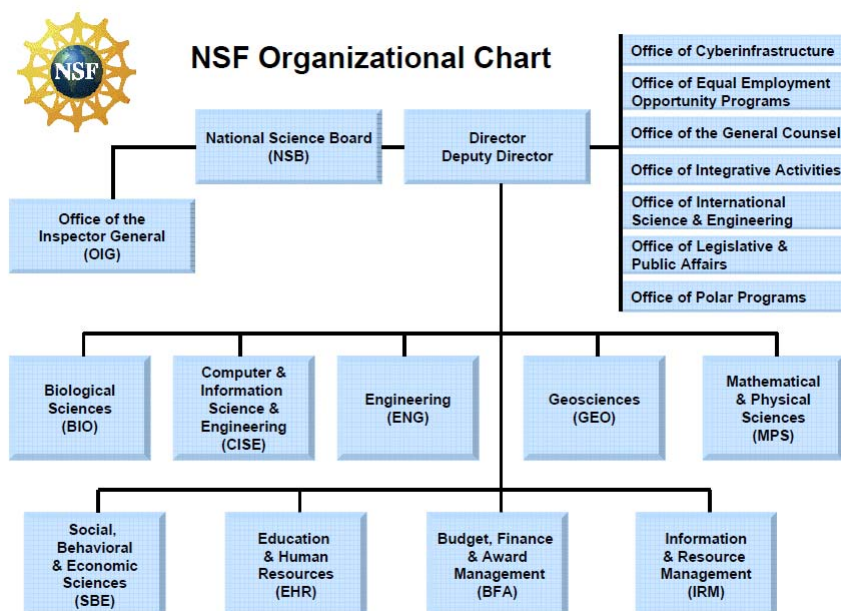 NSF
NSF Organizational Chart
Office of Cyberinfrastructure
Office of Equal Employment
Opportunity Programs
Office of the General Counsel
Office of Integrative Activities
Office of International
Science & Engineering
Office of Legislative &
Public Affairs
Office of Polar Programs
National Science Board
(NSB)
Director
Deputy Director
Office of the
Inspector General
(OIG)
Biological
Sciences
(BIO)
Computer &
Information
Science &
Engineering
(CISE)
Engineering
(ENG)
Geosciences
(GEO)
Mathematical
& Physical
Sciences
(MPS)
Social,
Behavioral
& Economic
Sciences
(SBE)
Education
& Human
Resources
(EHR)
Budget, Finance
& Award
Management
(BFA)
Information
& Resource
Management
(IRM)